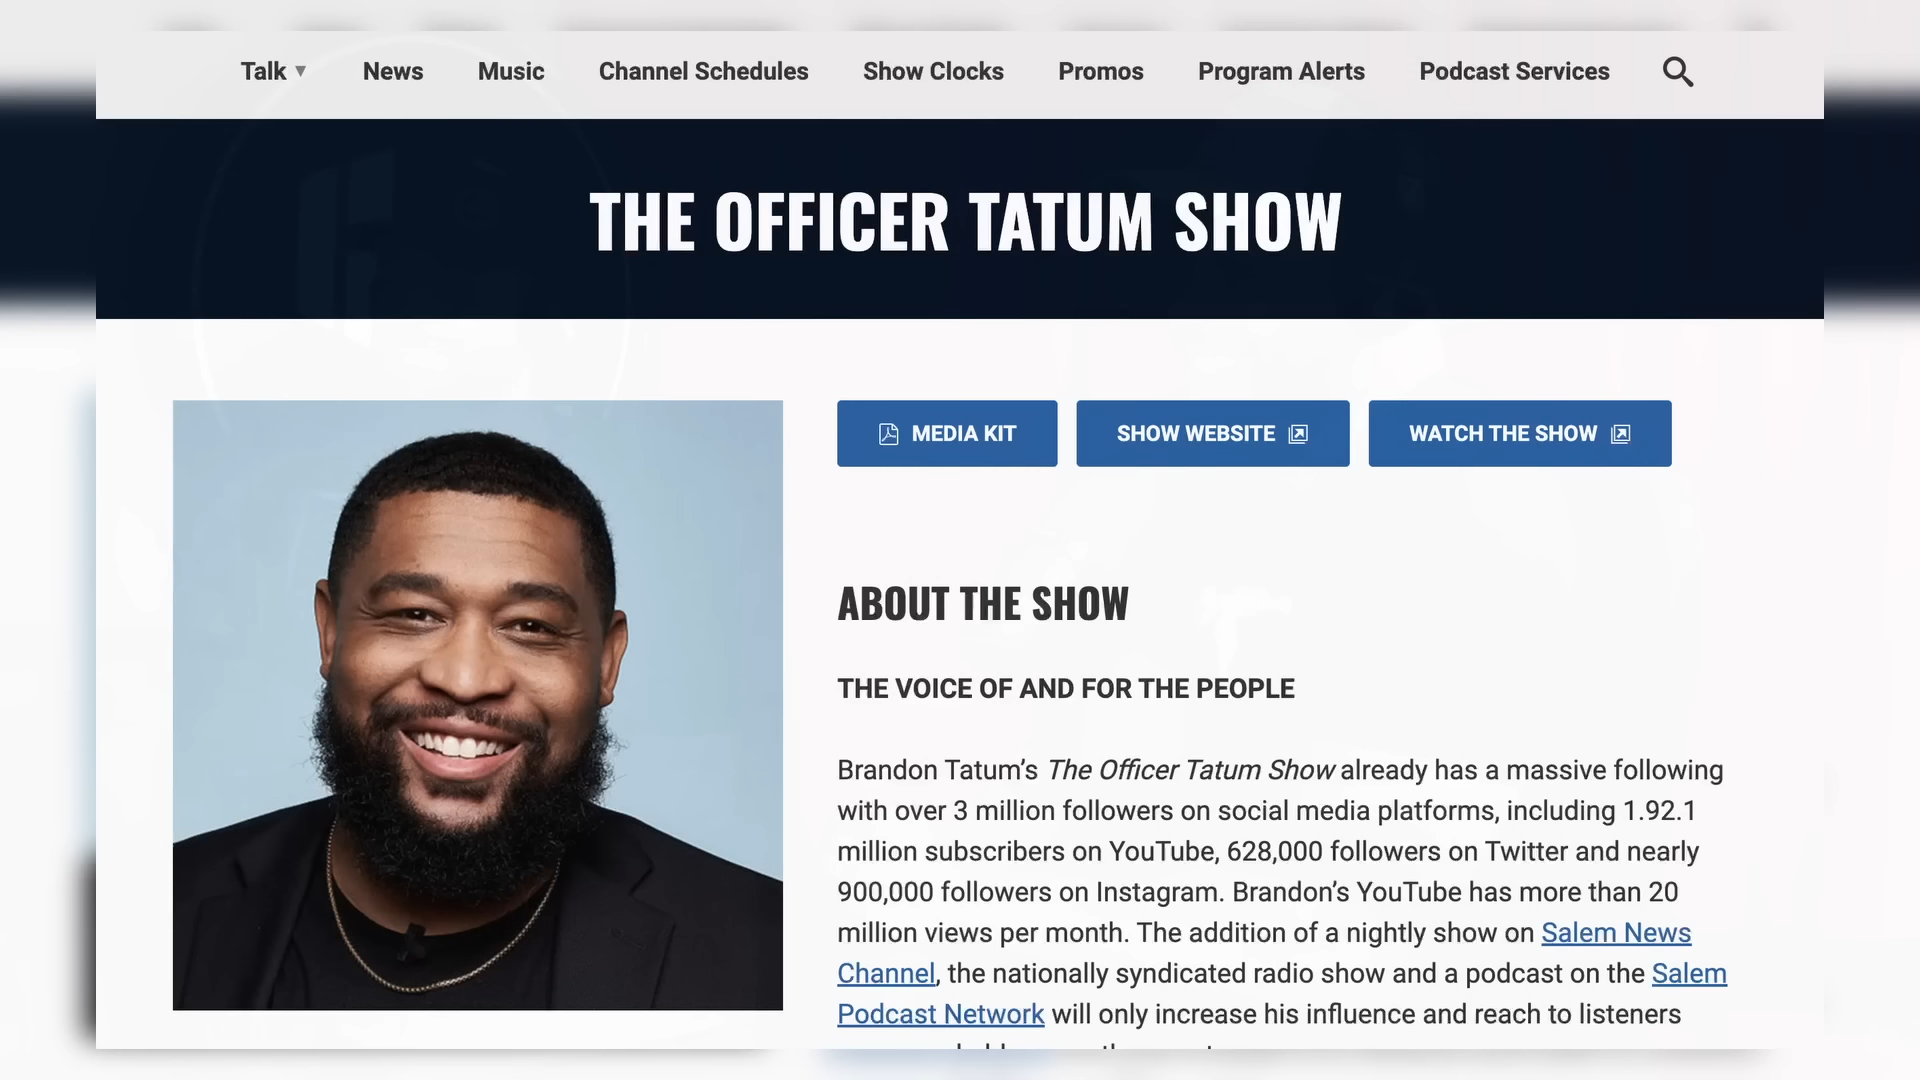 Talk ▼ News Music Channel Schedules Show Clocks Promos Program Alerts Podcast Services
THE OFFICER TATUM SHOW
MEDIA KIT SHOW WEBSITE WATCH THE SHOW
ABOUT THE SHOW
THE VOICE OF AND FOR THE PEOPLE
Brandon Tatum’s The Officer Tatum Show already has a massive following
with over 3 million followers on social media platforms, including 1.92.1
million subscribers on YouTube, 628,000 followers on Twitter and nearly
900,000 followers on Instagram. Brandon’s YouTube has more than 20
million views per month. The addition of a nightly show on Salem News
Channel, the nationally syndicated radio show and a podcast on the Salem
Podcast Network will only increase his influence and reach to listeners